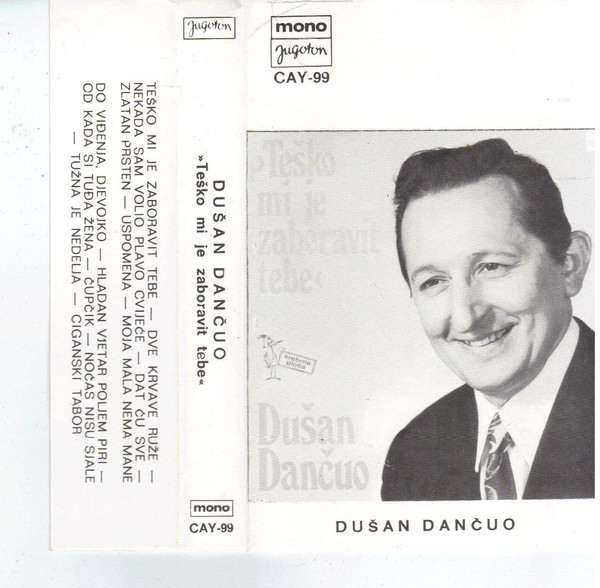 TEŠKO MI JE ZABORAVIT TEBE — DVE KRVAVE RUŽE —
NEKADA SAM VOLIO PLAVO CVIJEĆE — DAT ĆU SVE —
ZLATAN PRSTEN — USPOMENA — MOJA MALA NEMA MANE
DO VIĐENJA, DJEVOJKO — HLADAN VJETAR POLJEM PIRI —
OD KADA SI TUĐA ŽENA — ČUPČIK — NOĆAS NISU SJALE
— TUŽNA JE NEDELJA — CIGANSKI TABOR
Jugoton
DUŠAN DANČUO
»Teško mi je zaboravit tebe«
mono
CAY-99
mono
Jugoton
CAY-99
»Teško
mi je
zaboravit
tebe«
srebrna
ploča
Dušan
Dančuo
DUŠAN DANČUO